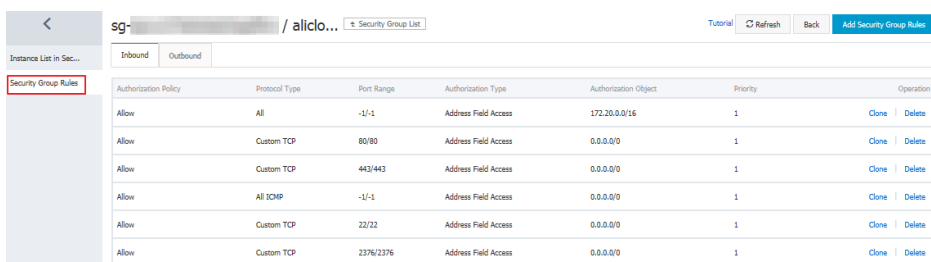 sg- / aliclo... Security Group List Tutorial Refresh Back Add Security Group Rules
Instance List in Sec... Inbound Outbound
Security Group Rules
Authorization Policy Protocol Type Port Range Authorization Type Authorization Object Priority Operation
Allow All -1/-1 Address Field Access 172.20.0.0/16 1 Clone | Delete
Allow Custom TCP 80/80 Address Field Access 0.0.0.0/0 1 Clone | Delete
Allow Custom TCP 443/443 Address Field Access 0.0.0.0/0 1 Clone | Delete
Allow All ICMP -1/-1 Address Field Access 0.0.0.0/0 1 Clone | Delete
Allow Custom TCP 22/22 Address Field Access 0.0.0.0/0 1 Clone | Delete
Allow Custom TCP 2376/2376 Address Field Access 0.0.0.0/0 1 Clone | Delete